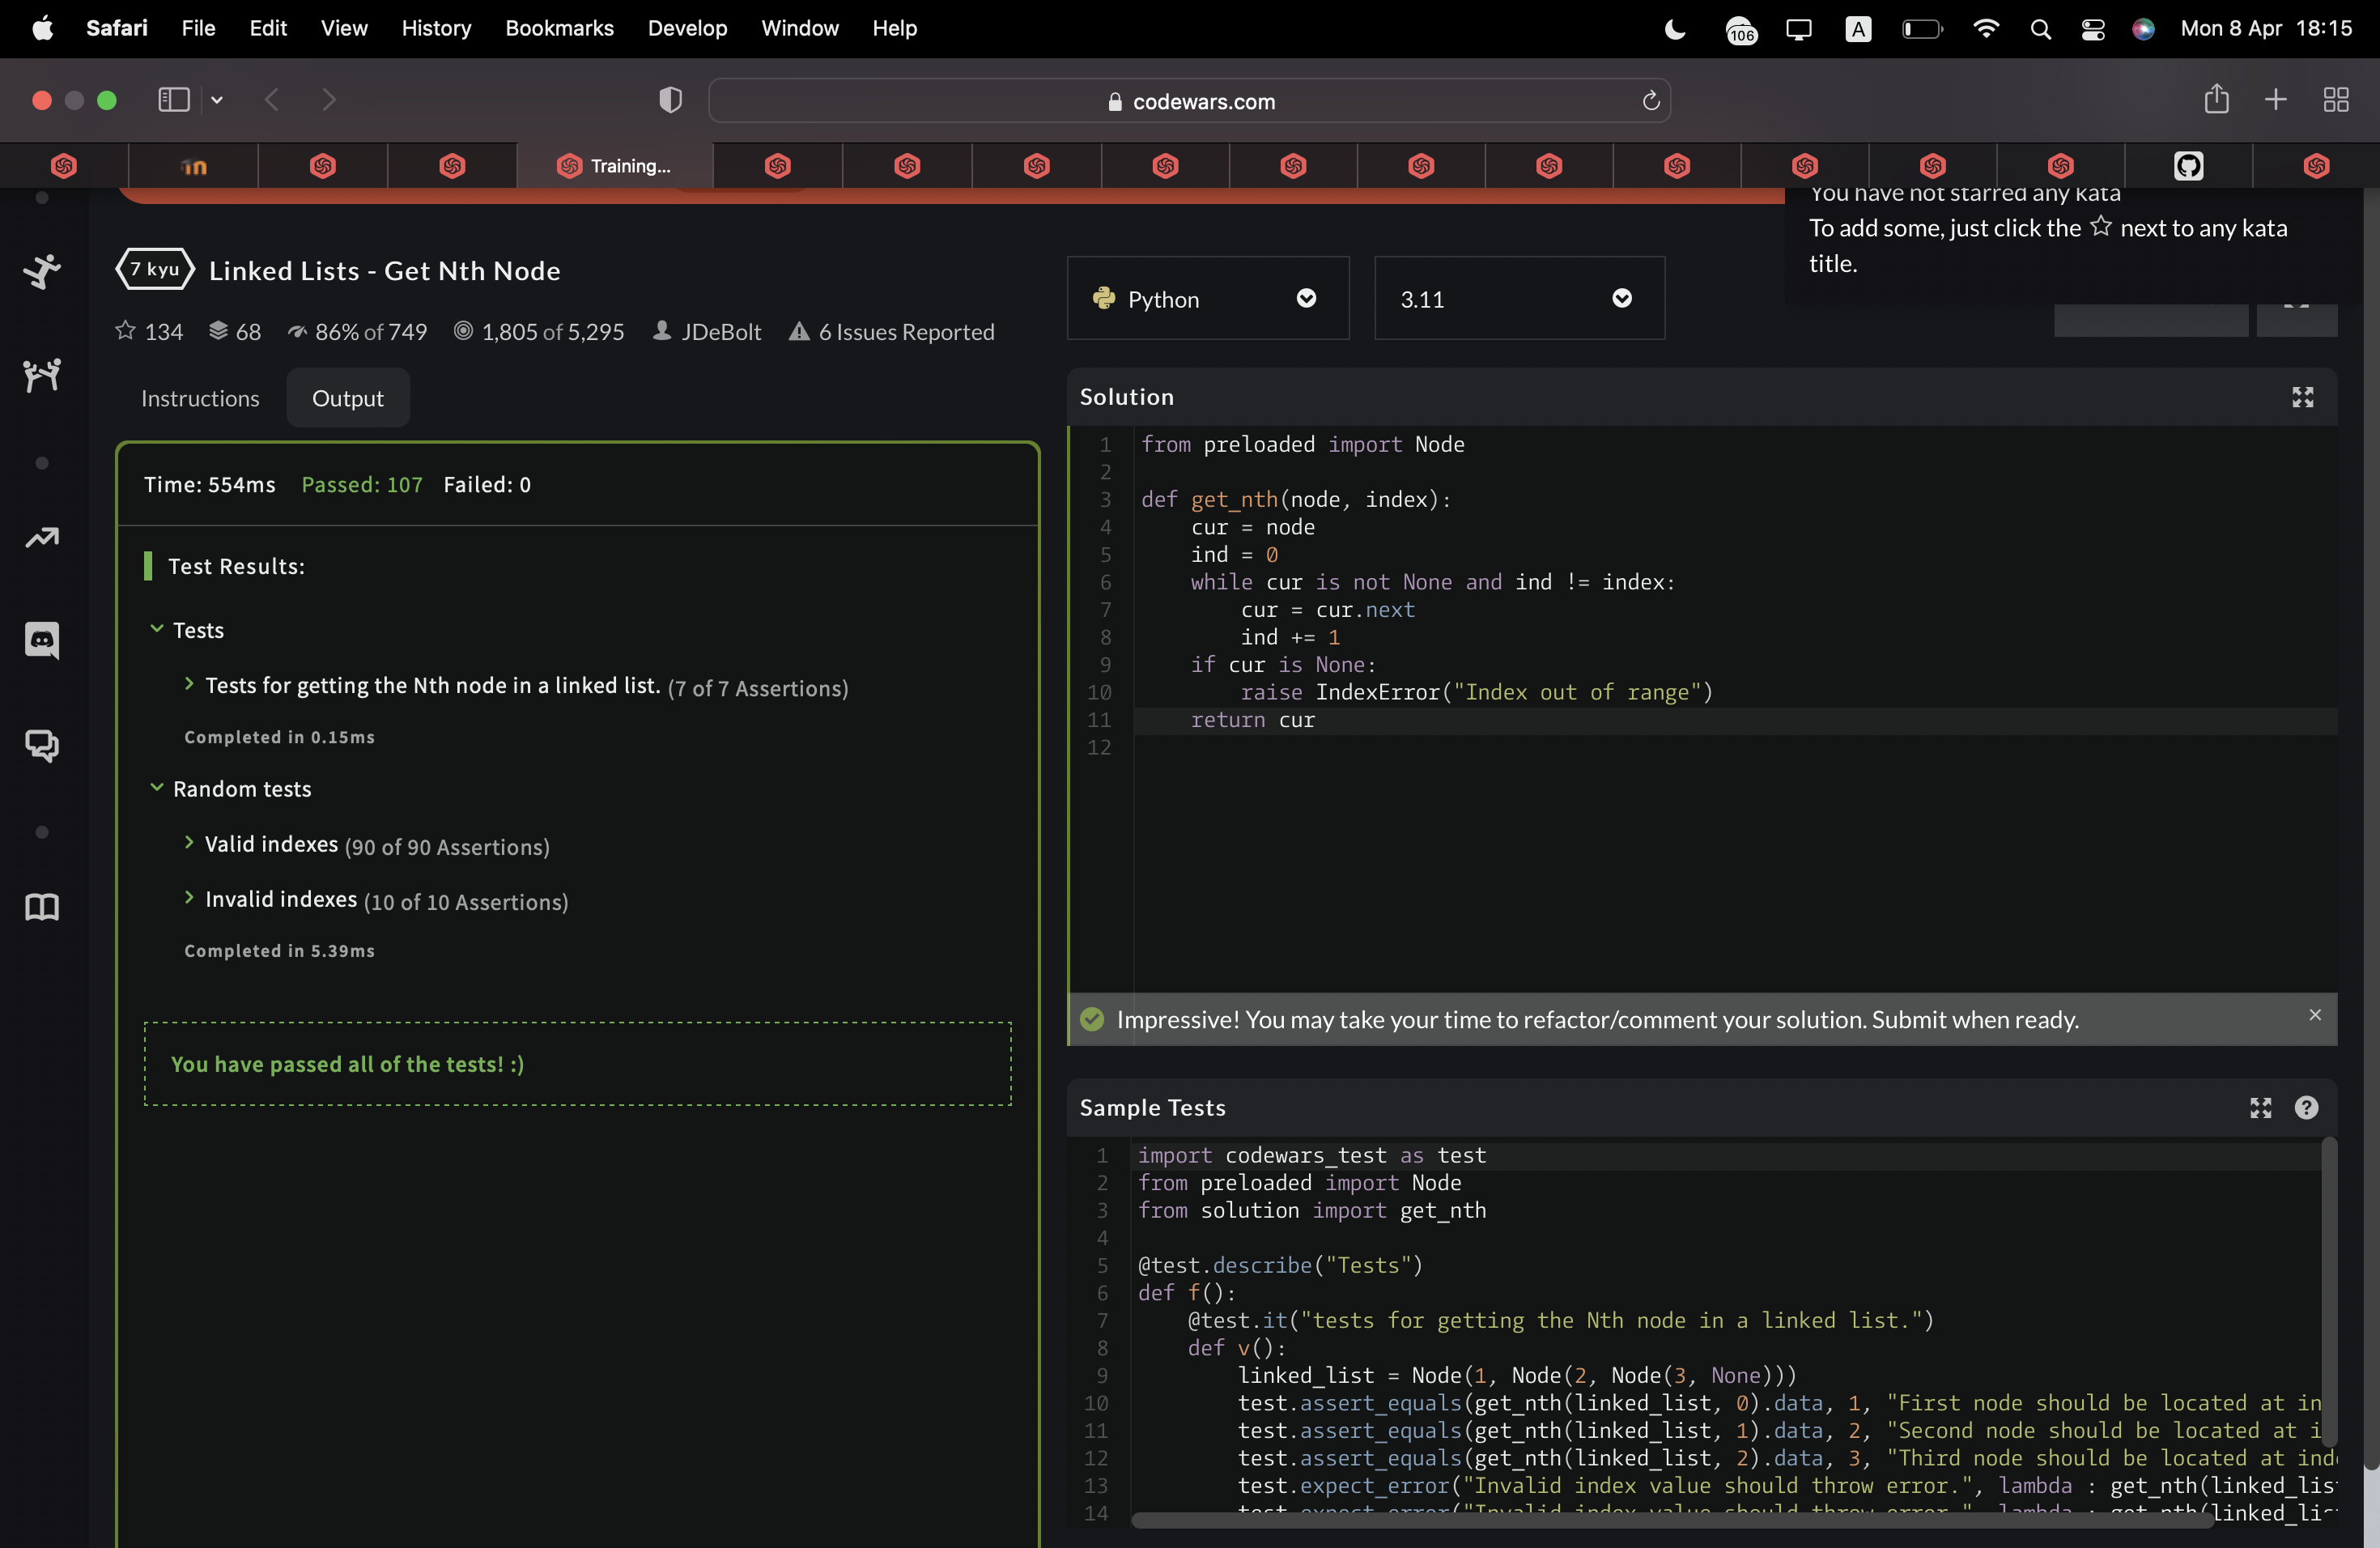 Safari File Edit View History Bookmarks Develop Window Help 106 A Mon 8 Apr 18:15
codewars.com
Training...
You have not starred any kata
To add some, just click the next to any kata
title.
7 kyu Linked Lists - Get Nth Node
134 68 86% of 749 1,805 of 5,295 JDeBolt 6 Issues Reported
Python 3.11
Instructions Output
Time: 554ms Passed: 107 Failed: 0
Test Results:
Tests
Tests for getting the Nth node in a linked list. (7 of 7 Assertions)
Completed in 0.15ms
Random tests
Valid indexes (90 of 90 Assertions)
Invalid indexes (10 of 10 Assertions)
Completed in 5.39ms
You have passed all of the tests! :)
Solution
1 from preloaded import Node
2
3 def get_nth(node, index):
4 cur = node
5 ind = 0
6 while cur is not None and ind != index:
7 cur = cur.next
8 ind += 1
9 if cur is None:
10 raise IndexError("Index out of range")
11 return cur
12
Impressive! You may take your time to refactor/comment your solution. Submit when ready.
Sample Tests
1 import codewars_test as test
2 from preloaded import Node
3 from solution import get_nth
4
5 @test.describe("Tests")
6 def f():
7 @test.it("tests for getting the Nth node in a linked list.")
8 def v():
9 linked_list = Node(1, Node(2, Node(3, None)))
10 test.assert_equals(get_nth(linked_list, 0).data, 1, "First node should be located at in
11 test.assert_equals(get_nth(linked_list, 1).data, 2, "Second node should be located at i
12 test.assert_equals(get_nth(linked_list, 2).data, 3, "Third node should be located at ind
13 test.expect_error("Invalid index value should throw error.", lambda : get_nth(linked_lis
14 test.expect_error("Invalid index value should throw error.", lambda : get_nth(linked_lis